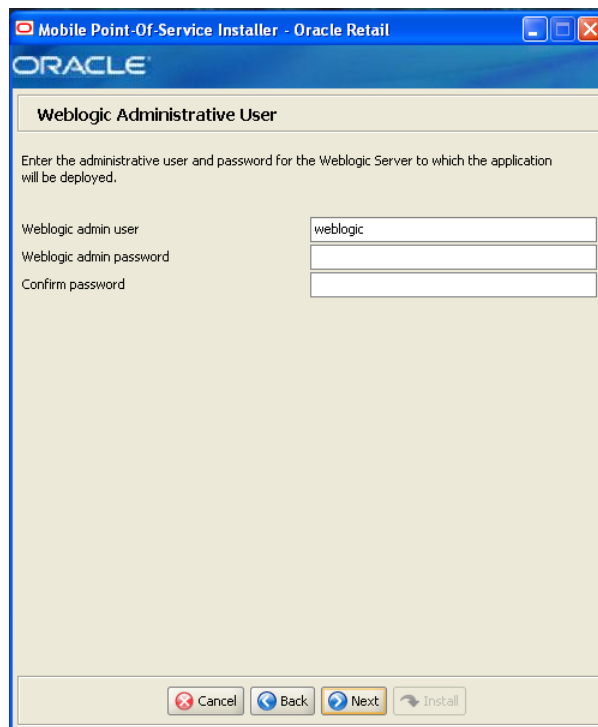 Mobile Point-Of-Service Installer - Oracle Retail
ORACLE
Weblogic Administrative User
Enter the administrative user and password for the Weblogic Server to which the application
will be deployed.
Weblogic admin user weblogic
Weblogic admin password
Confirm password
Cancel Back Next Install